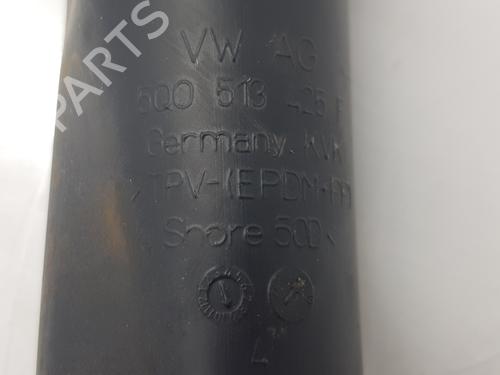 VW AG
5Q0 513 425 F
Germany, KVK
>TPV-(EPDM+PP)
Shore 50D<
B-PARTS